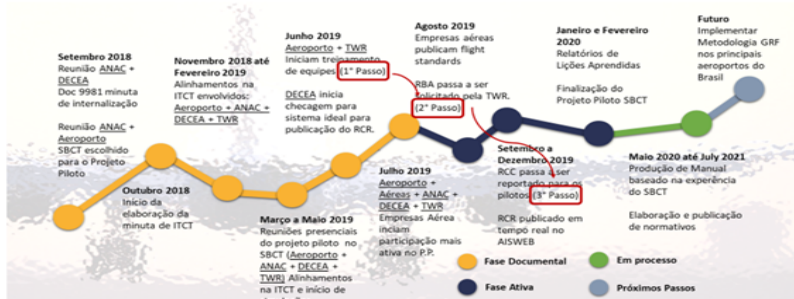 Setembro 2018
Reunião ANAC +
DECEA
Doc 9981 minuta
de internalização
Reunião ANAC +
Aeroporto
SBCT escolhido
para o Projeto
Piloto
Outubro 2018
Início da
elaboração da
minuta de ITCT
Novembro 2018 até
Fevereiro 2019
Alinhamentos na
ITCT envolvidos:
Aeroporto + ANAC +
DECEA + TWR
Março a Maio 2019
Reuniões presenciais
do projeto piloto no
SBCT (Aeroporto +
ANAC + DECEA +
TWR) Alinhamentos
na ITCT e início de
Junho 2019
Aeroporto + TWR
Iniciam treinamento
de equipes (1° Passo)
DECEA inicia
checagem para
sistema ideal para
publicação do RCR.
Julho 2019
Aeroporto +
Aéreas + ANAC +
DECEA + TWR
Empresas Aérea
inciam
participação mais
ativa no P.P.
Agosto 2019
Empresas aéreas
publicam flight
standards
RBA passa a ser
solicitado pela TWR.
(2° Passo)
Setembro a
Dezembro 2019
RCC passa a ser
reportado para os
pilotos (3° Passo)
RCR publicado em
tempo real no
AISWEB
Janeiro e Fevereiro
2020
Relatórios de
Lições Aprendidas
Finalização do
Projeto Piloto SBCT
Maio 2020 até July 2021
Produção de Manual
baseado na experência
do SBCT
Elaboração e publicação
de normativos
Futuro
Implementar
Metodologia GRF
nos principais
aeroportos do
Brasil
Fase Documental
Em processo
Fase Ativa
Próximos Passos